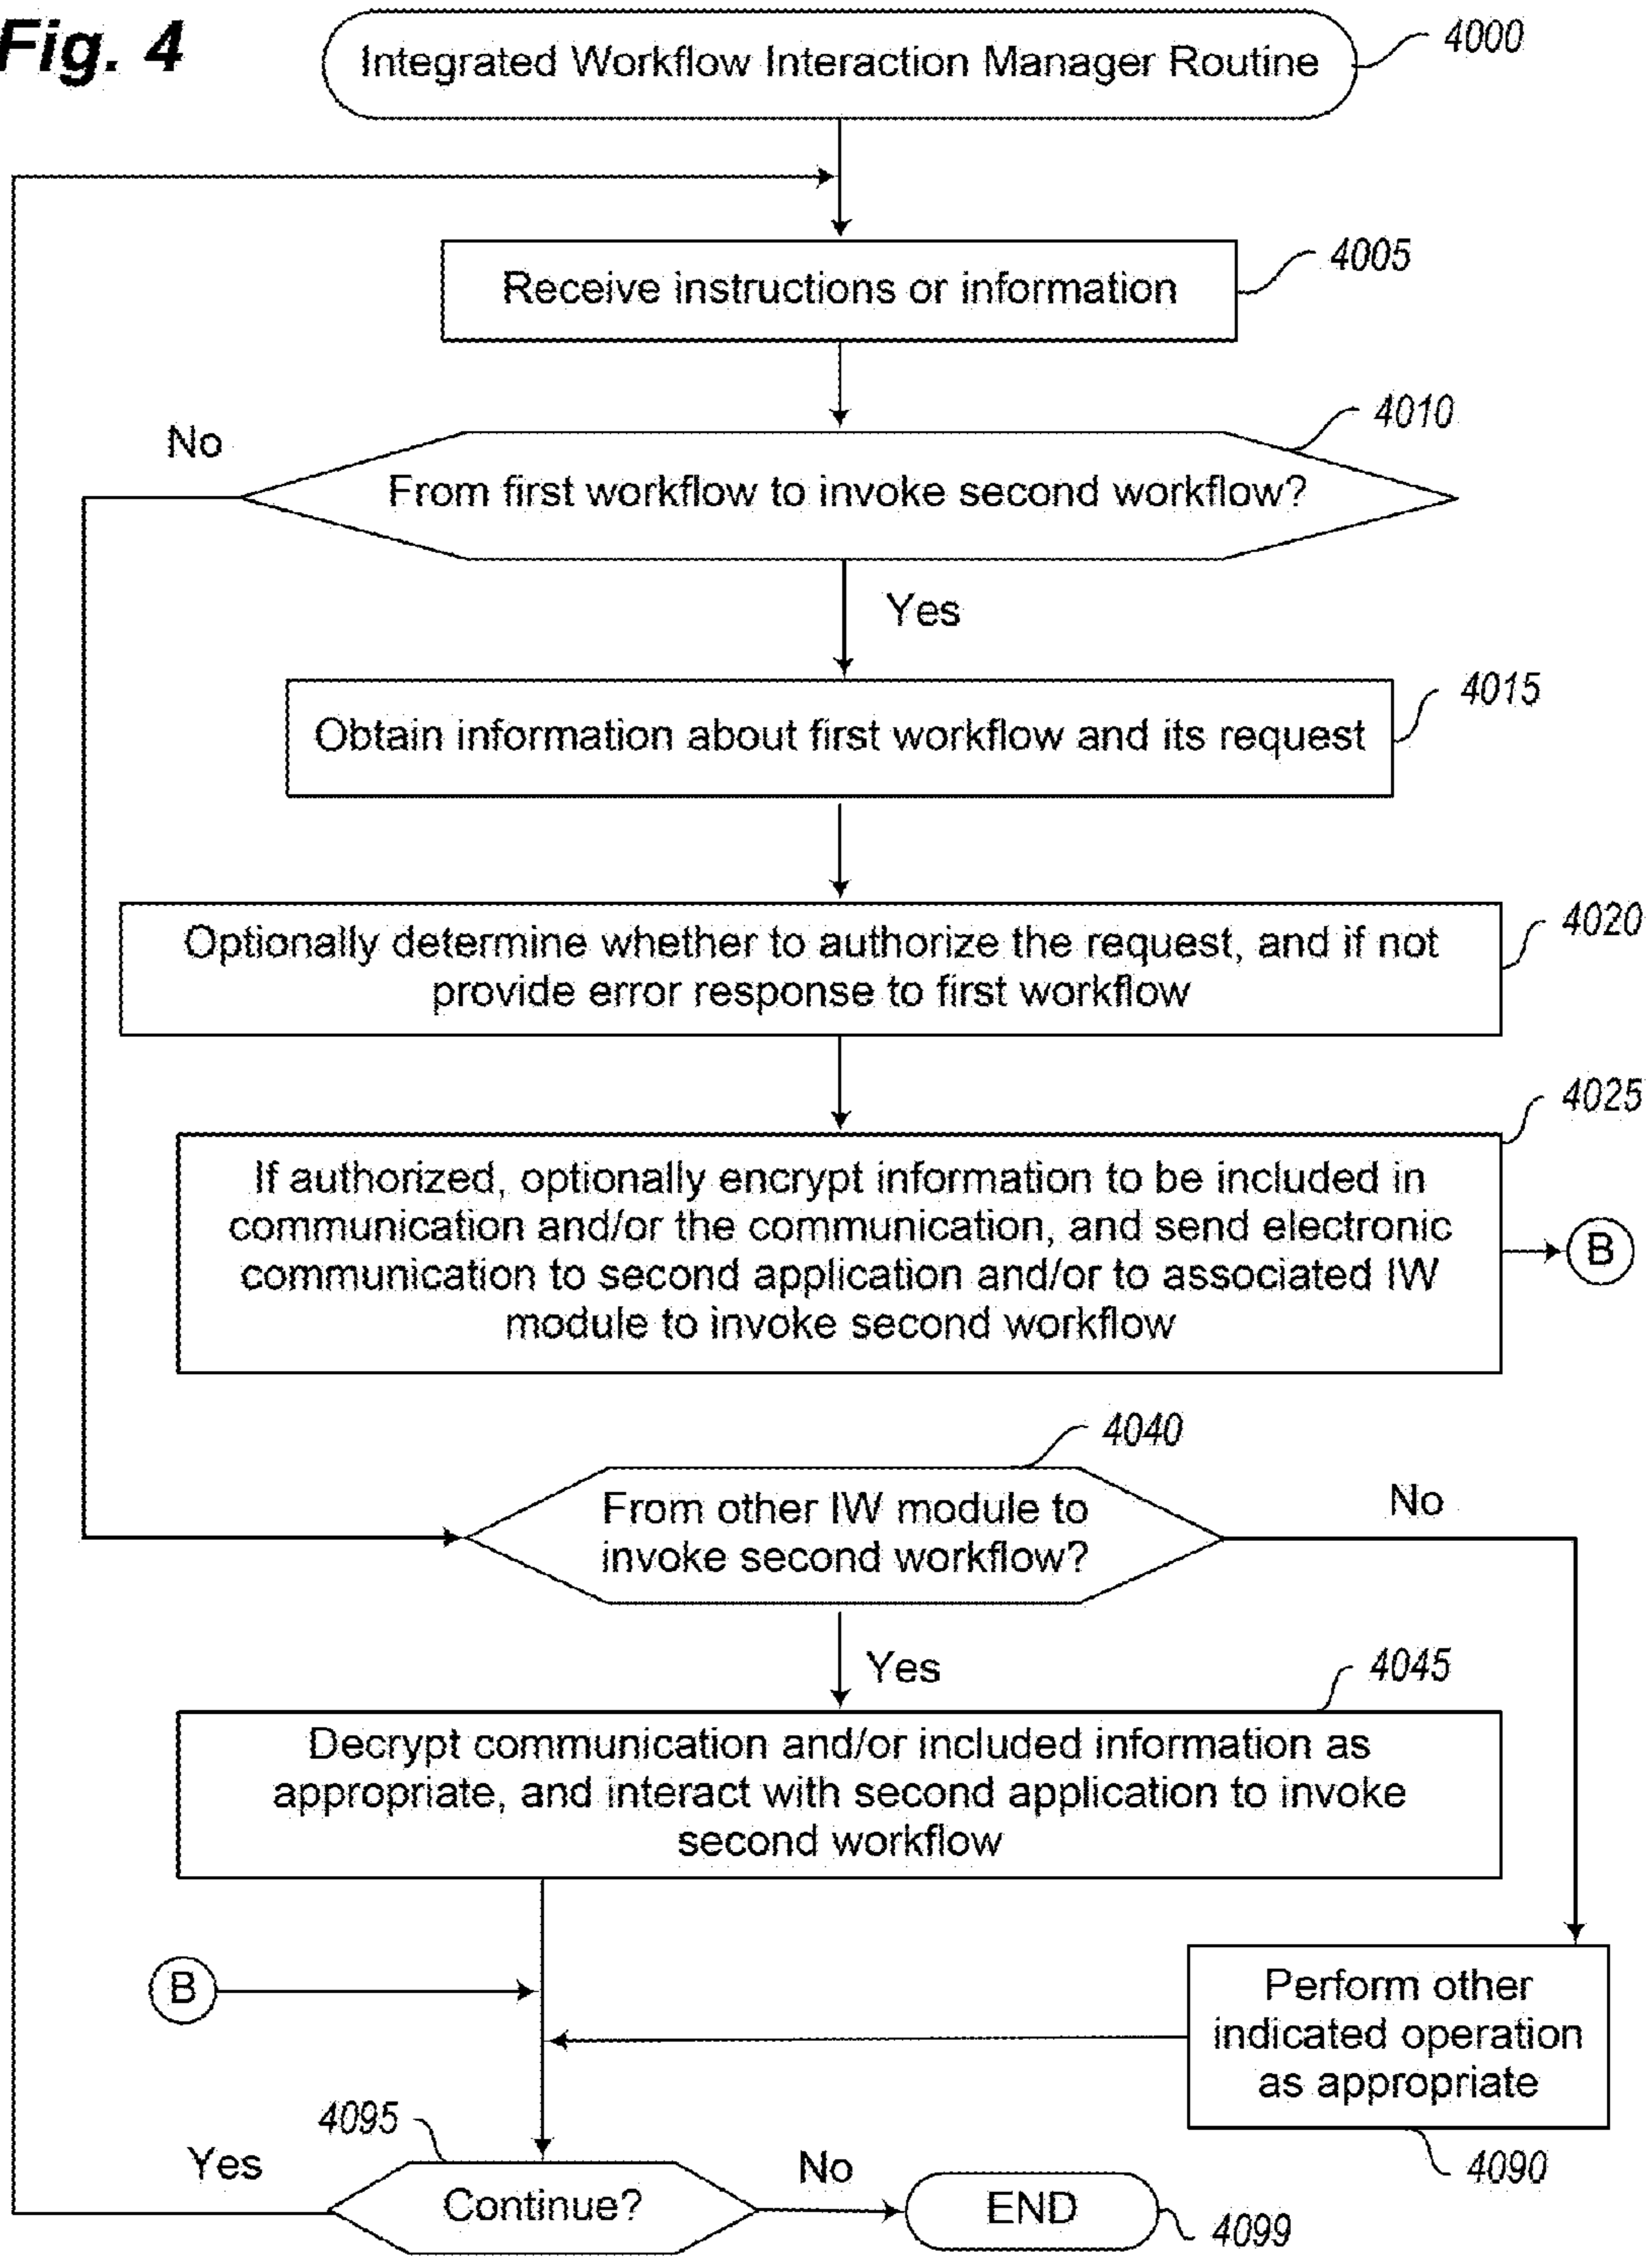 Fig. 4
Integrated Workflow Interaction Manager Routine
4000
Receive instructions or information
4005
4010
No
From first workflow to invoke second workflow?
Yes
4015
Obtain information about first workflow and its request
4020
Optionally determine whether to authorize the request, and if not
provide error response to first workflow
4025
If authorized, optionally encrypt information to be included in
communication and/or the communication, and send electronic
communication to second application and/or to associated IW
module to invoke second workflow
B
4040
From other IW module to
invoke second workflow?
No
Yes
4045
Decrypt communication and/or included information as
appropriate, and interact with second application to invoke
second workflow
B
Perform other
indicated operation
as appropriate
4090
4095
Yes
Continue?
No
END
4099